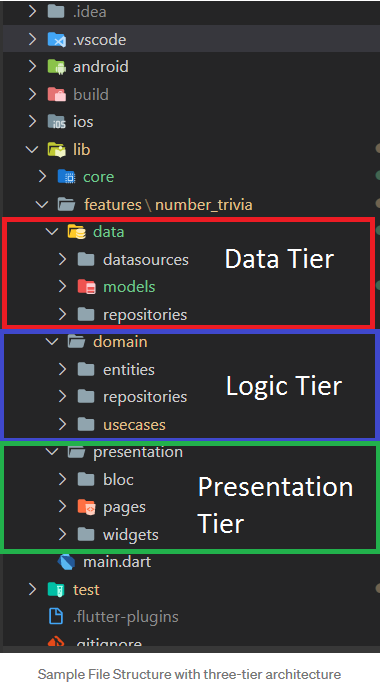 .idea
.vscode
android
build
ios
lib
core
features \ number_trivia
data
datasources
Data Tier
models
repositories
domain
entities
Logic Tier
repositories
usecases
presentation
bloc
Presentation
pages
Tier
widgets
main.dart
test
.flutter-plugins
.gitignore
Sample File Structure with three-tier architecture